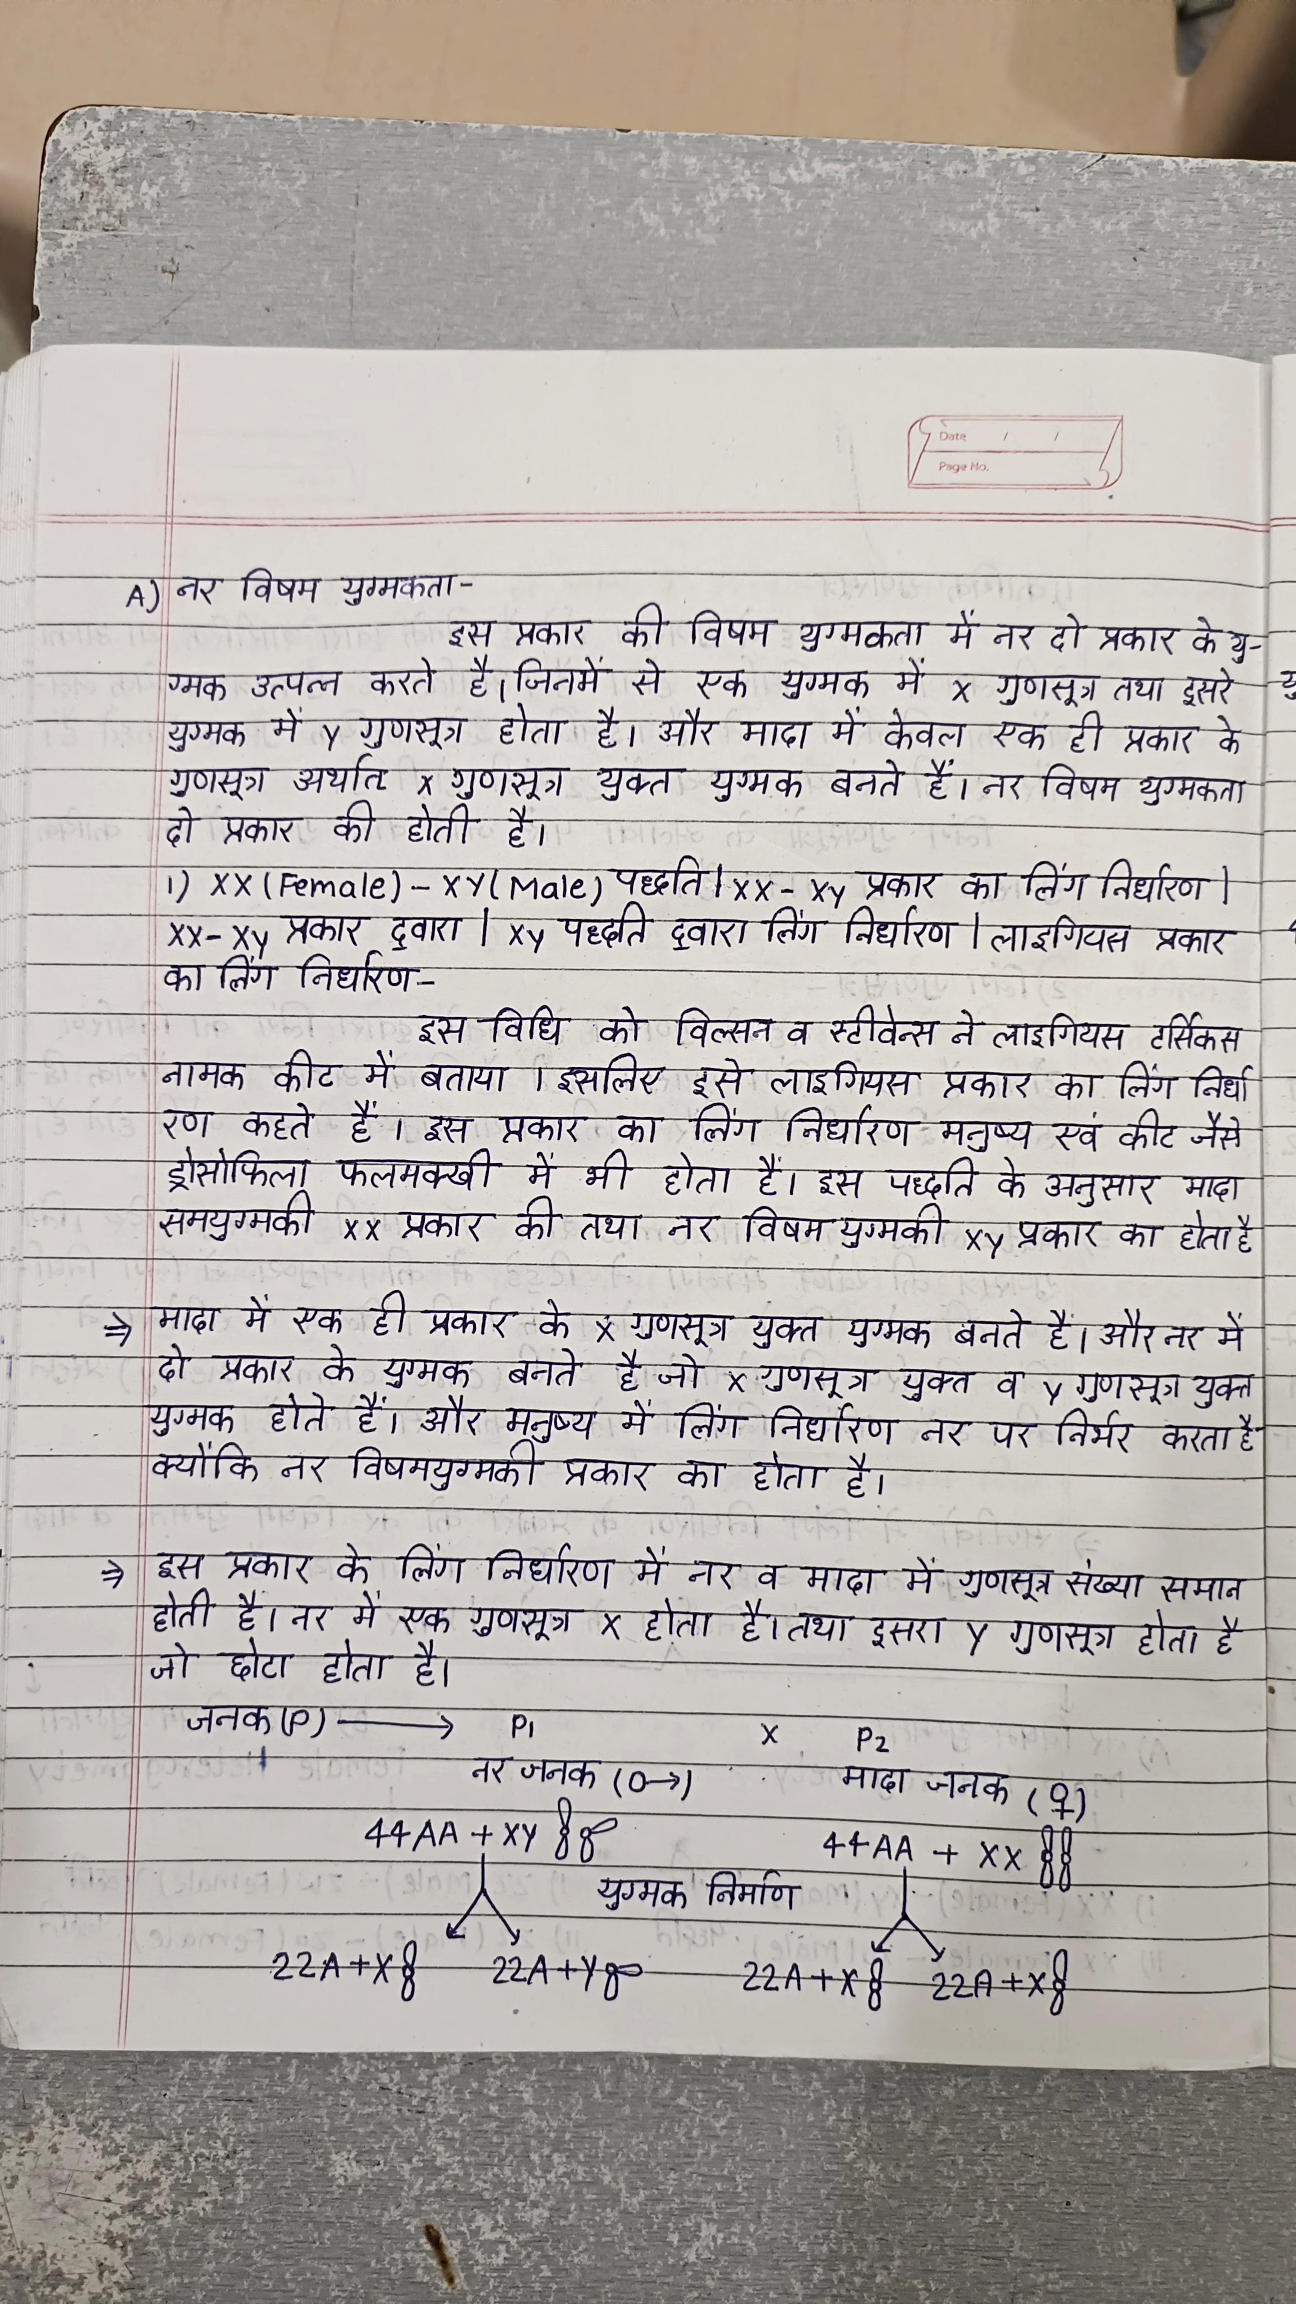 Date / /
Page No.
A) नर विषम युग्मकता-
इस प्रकार की विषम युग्मकता में नर दो प्रकार के यु-
ग्मक उत्पन्न करते है। जिनमें से एक युग्मक में X गुणसूत्र तथा दूसरे
युग्मक में Y गुणसूत्र होता है। और मादा में केवल एक ही प्रकार के
गुणसूत्र अर्थात X गुणसूत्र युक्त युग्मक बनते हैं। नर विषम युग्मकता
दो प्रकार की होती है।
1) XX (Female) - XY (Male) पद्धति | XX - XY प्रकार का लिंग निर्धारण |
XX - XY प्रकार द्वारा | XY पद्धति द्वारा लिंग निर्धारण | लाइगियस प्रकार
का लिंग निर्धारण-
इस विधि को विल्सन व स्टीवेन्स ने लाइगियस टर्सिकस
नामक कीट में बताया । इसलिए इसे लाइगियस प्रकार का लिंग निर्धा
रण कहते हैं । इस प्रकार का लिंग निर्धारण मनुष्य एवं कीट जैसे
ड्रोसोफिला फलमक्खी में भी होता हैं। इस पद्धति के अनुसार मादा
समयुग्मकी XX प्रकार की तथा नर विषमयुग्मकी XY प्रकार का होता है
⇒ मादा में एक ही प्रकार के X गुणसूत्र युक्त युग्मक बनते हैं। और नर में
दो प्रकार के युग्मक बनते है जो X गुणसूत्र युक्त व Y गुणसूत्र युक्त
युग्मक होते हैं। और मनुष्य में लिंग निर्धारण नर पर निर्भर करता है
क्योंकि नर विषमयुग्मकी प्रकार का होता है।
⇒ इस प्रकार के लिंग निर्धारण में नर व मादा में गुणसूत्र संख्या समान
होती है। नर में एक गुणसूत्र X होता है। तथा दूसरा Y गुणसूत्र होता है
जो छोटा होता है।
जनक (P) → P1 X P2
नर जनक (O→) मादा जनक (♀)
44AA + XY 44AA + XX
युग्मक निर्माण
22A+X 22A+Y 22A+X 22A+X